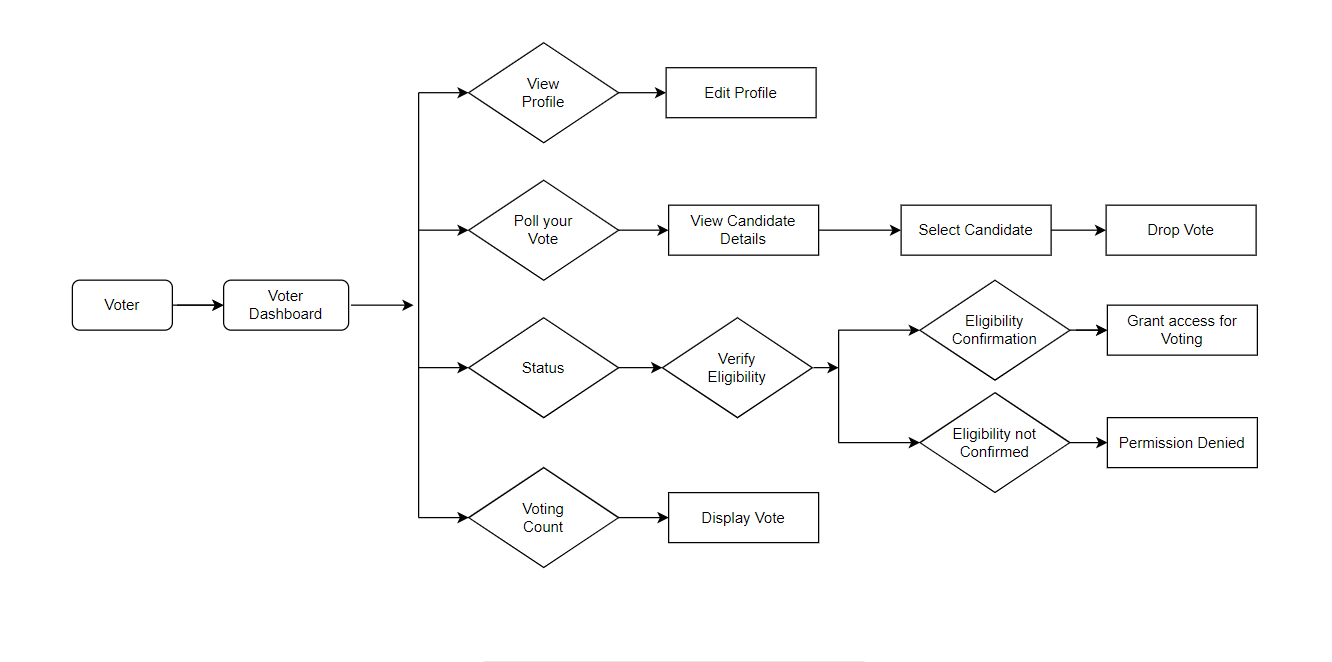 View
Profile
Edit Profile
Poll your
Vote
View Candidate
Details
Select Candidate
Drop Vote
Voter
Voter
Dashboard
Eligibility
Confirmation
Grant access for
Voting
Status
Verify
Eligibility
Eligibility not
Confirmed
Permission Denied
Voting
Count
Display Vote